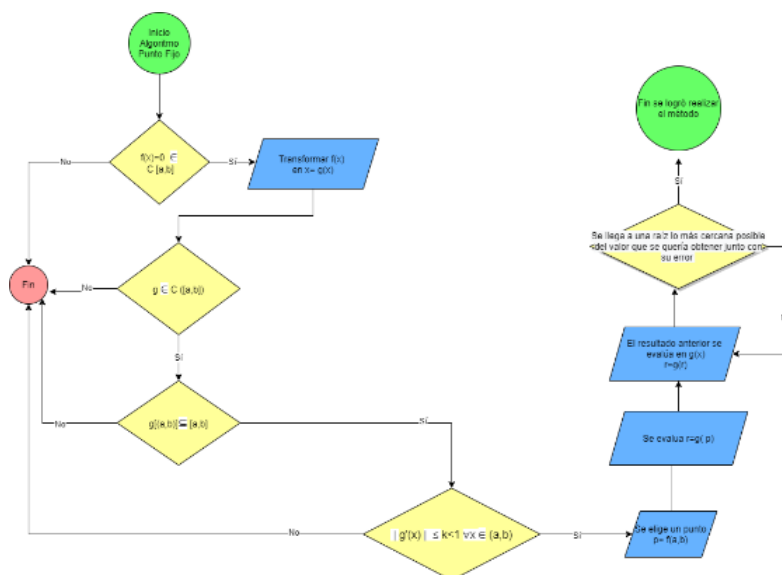 Inicio
Algoritmo
Punto Fijo
f(x)=0 ∈
C [a,b]
No
Sí
Transformar f(x)
en x= g(x)
Fin
No
g ∈ C ([a,b])
Sí
No
g[(a,b)]⊆ [a,b]
Sí
No
| g'(x) | ≤ k<1 ∀x ∈ (a,b)
Sí
Se elige un punto
p= f(a,b)
Se evalua r=g( p)
El resultado anterior se
evalúa en g(x)
r=g(r)
Se llega a una raíz lo más cercana posible
del valor que se quería obtener junto con
su error
Sí
Fin se logró realizar
el método